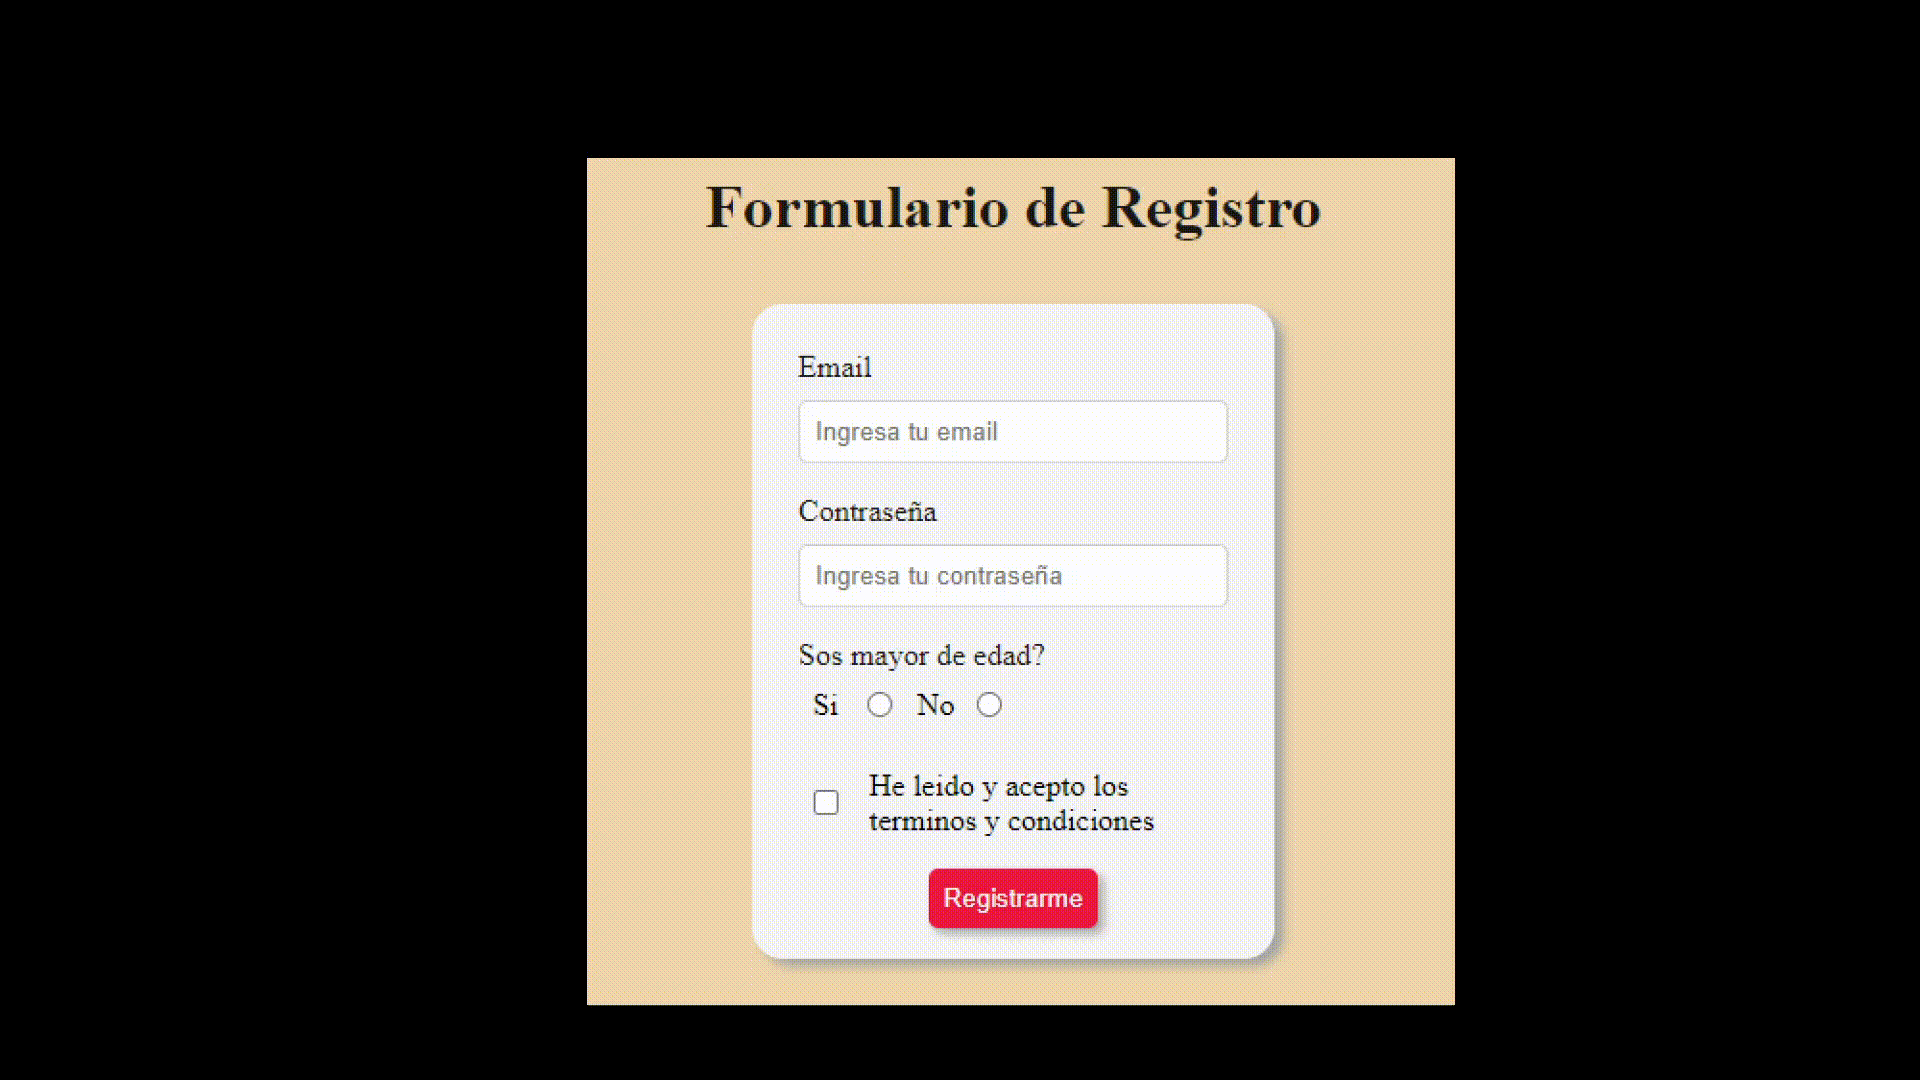 Formulario de Registro
Email
Ingresa tu email
Contraseña
Ingresa tu contraseña
Sos mayor de edad?
Si No
He leido y acepto los
terminos y condiciones
Registrarme